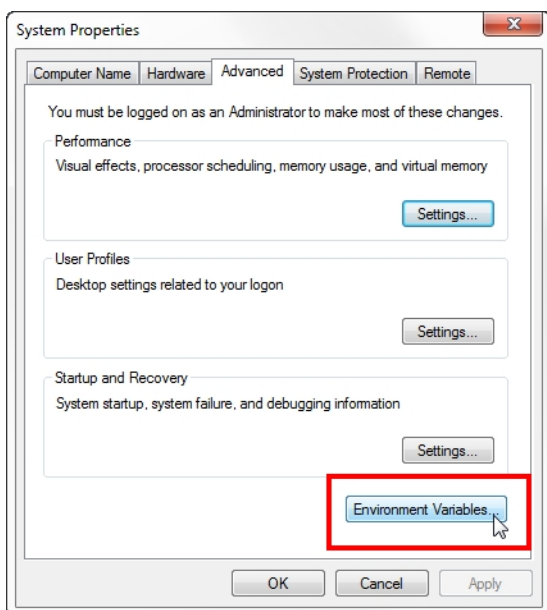 System Properties
Computer Name Hardware Advanced System Protection Remote
You must be logged on as an Administrator to make most of these changes.
Performance
Visual effects, processor scheduling, memory usage, and virtual memory
Settings...
User Profiles
Desktop settings related to your logon
Settings...
Startup and Recovery
System startup, system failure, and debugging information
Settings...
Environment Variables...
OK Cancel Apply